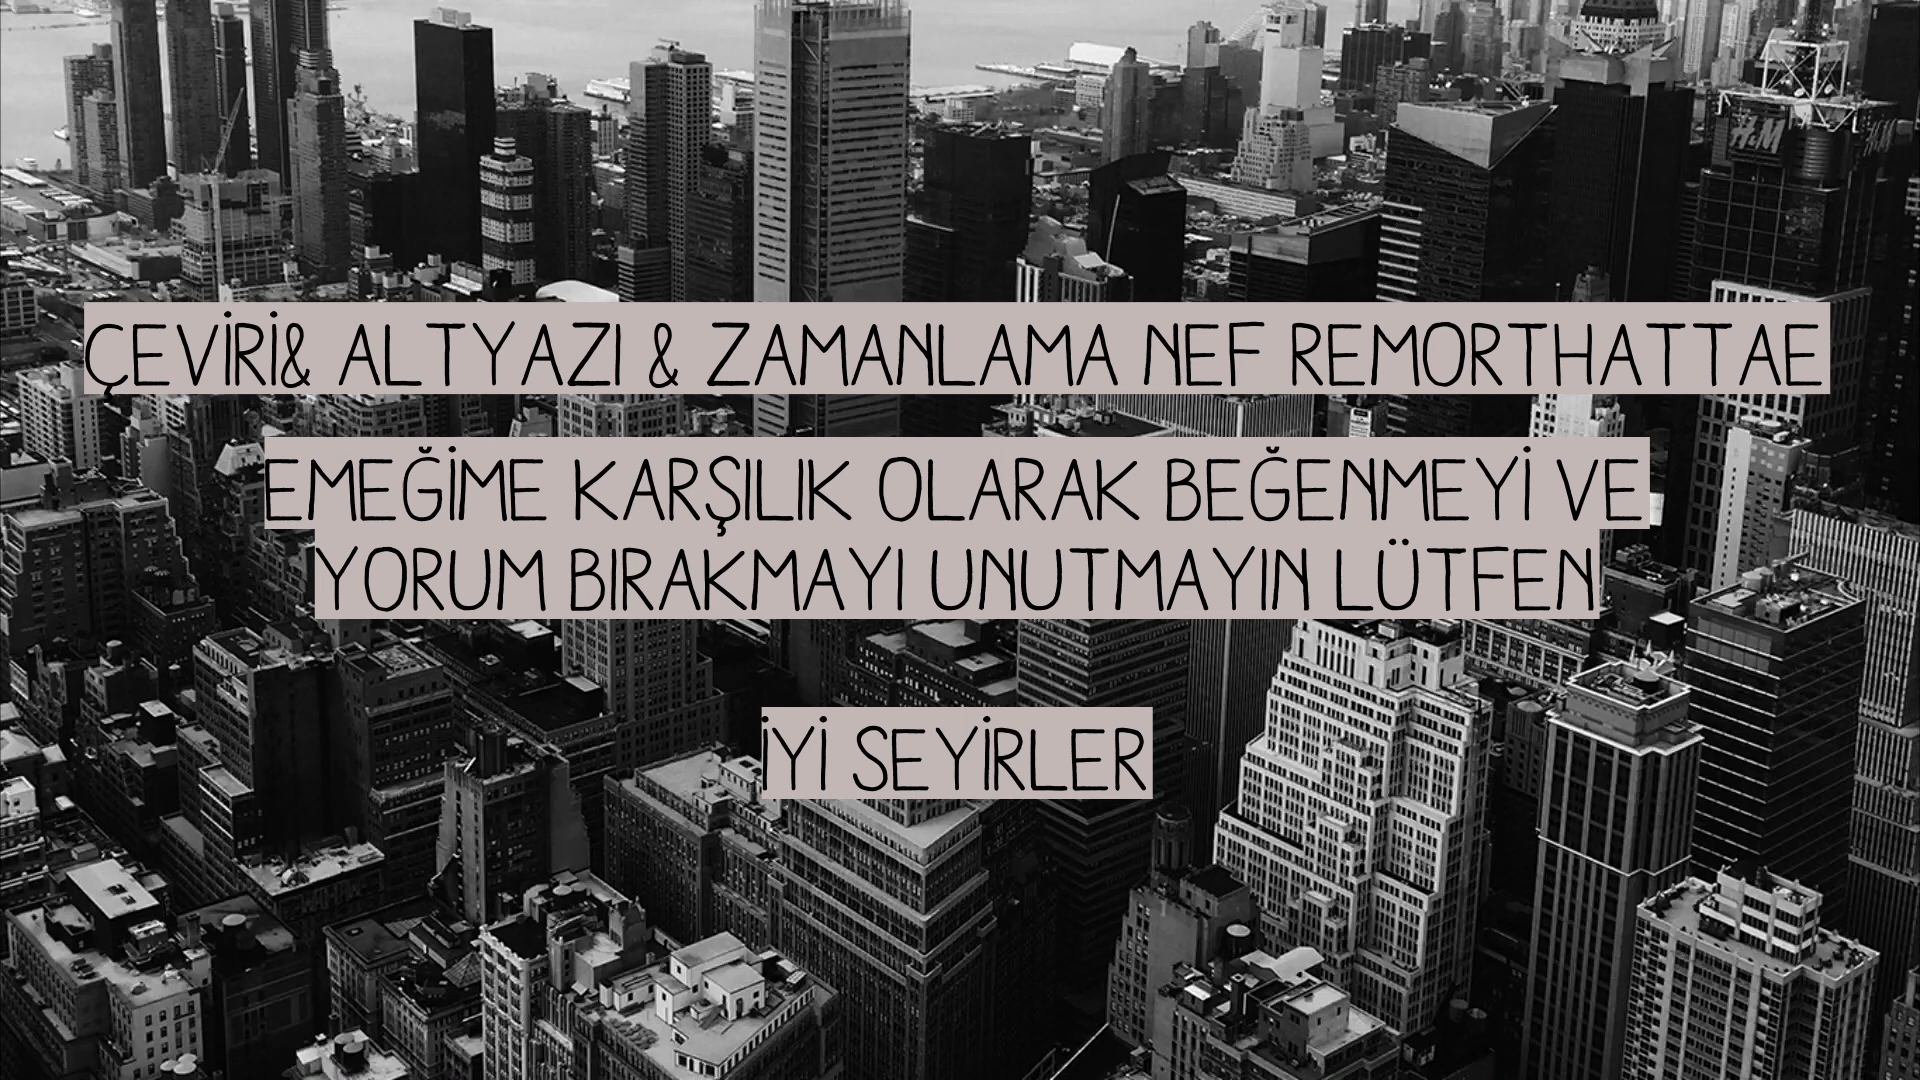 ÇEVİRİ& ALTYAZI & ZAMANLAMA NEF REMORTHATTAE
EMEĞİME KARŞILIK OLARAK BEĞENMEYİ VE
YORUM BIRAKMAYI UNUTMAYIN LÜTFEN
İYİ SEYİRLER
H&M